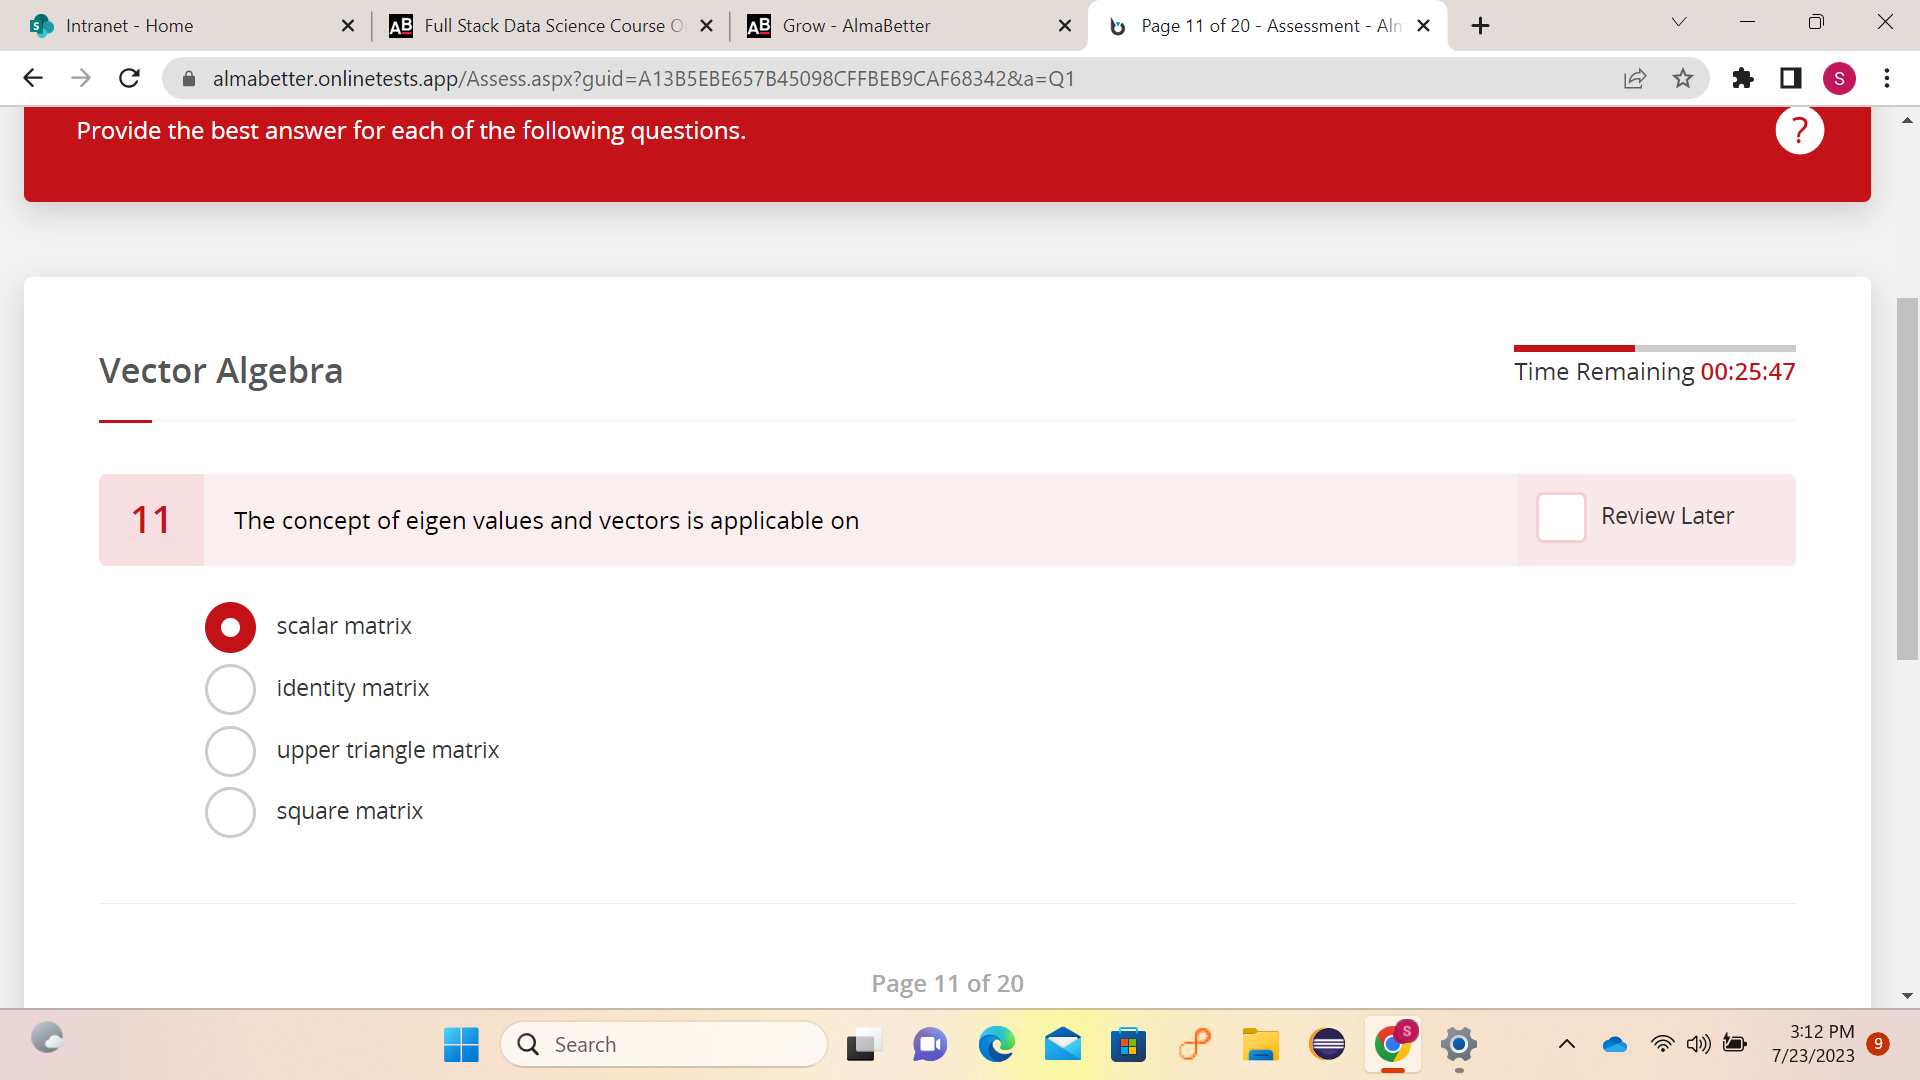 Intranet - Home
AB Full Stack Data Science Course O
AB Grow - AlmaBetter
Page 11 of 20 - Assessment - Alm
almabetter.onlinetests.app/Assess.aspx?guid=A13B5EBE657B45098CFFBEB9CAF68342&a=Q1
S
Provide the best answer for each of the following questions.
?
Vector Algebra
Time Remaining 00:25:47
11
The concept of eigen values and vectors is applicable on
Review Later
scalar matrix
identity matrix
upper triangle matrix
square matrix
Page 11 of 20
Search
S
3:12 PM
7/23/2023
9